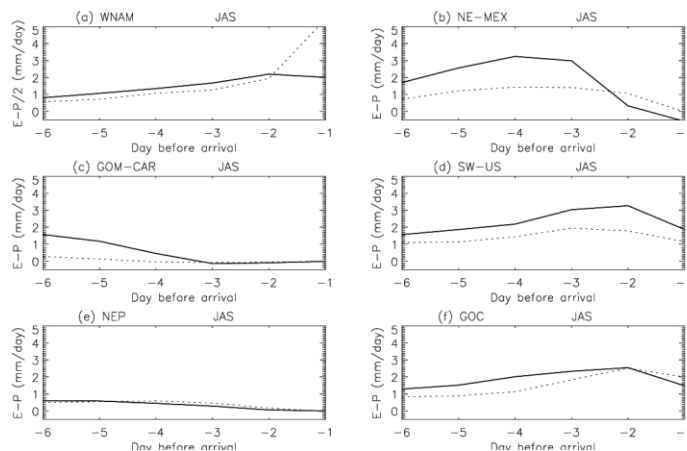 (a) WNAM JAS
E-P/2 (mm/day)
5
4
3
2
1
0
-6 -5 -4 -3 -2 -1
Day before arrival
(b) NE-MEX JAS
E-P (mm/day)
5
4
3
2
1
0
-6 -5 -4 -3 -2 -1
Day before arrival
(c) GOM-CAR JAS
E-P (mm/day)
5
4
3
2
1
0
-6 -5 -4 -3 -2 -1
Day before arrival
(d) SW-US JAS
E-P (mm/day)
5
4
3
2
1
0
-6 -5 -4 -3 -2 -1
Day before arrival
(e) NEP JAS
E-P (mm/day)
5
4
3
2
1
0
-6 -5 -4 -3 -2 -1
Day before arrival
(f) GOC JAS
E-P (mm/day)
5
4
3
2
1
0
-6 -5 -4 -3 -2 -1
Day before arrival